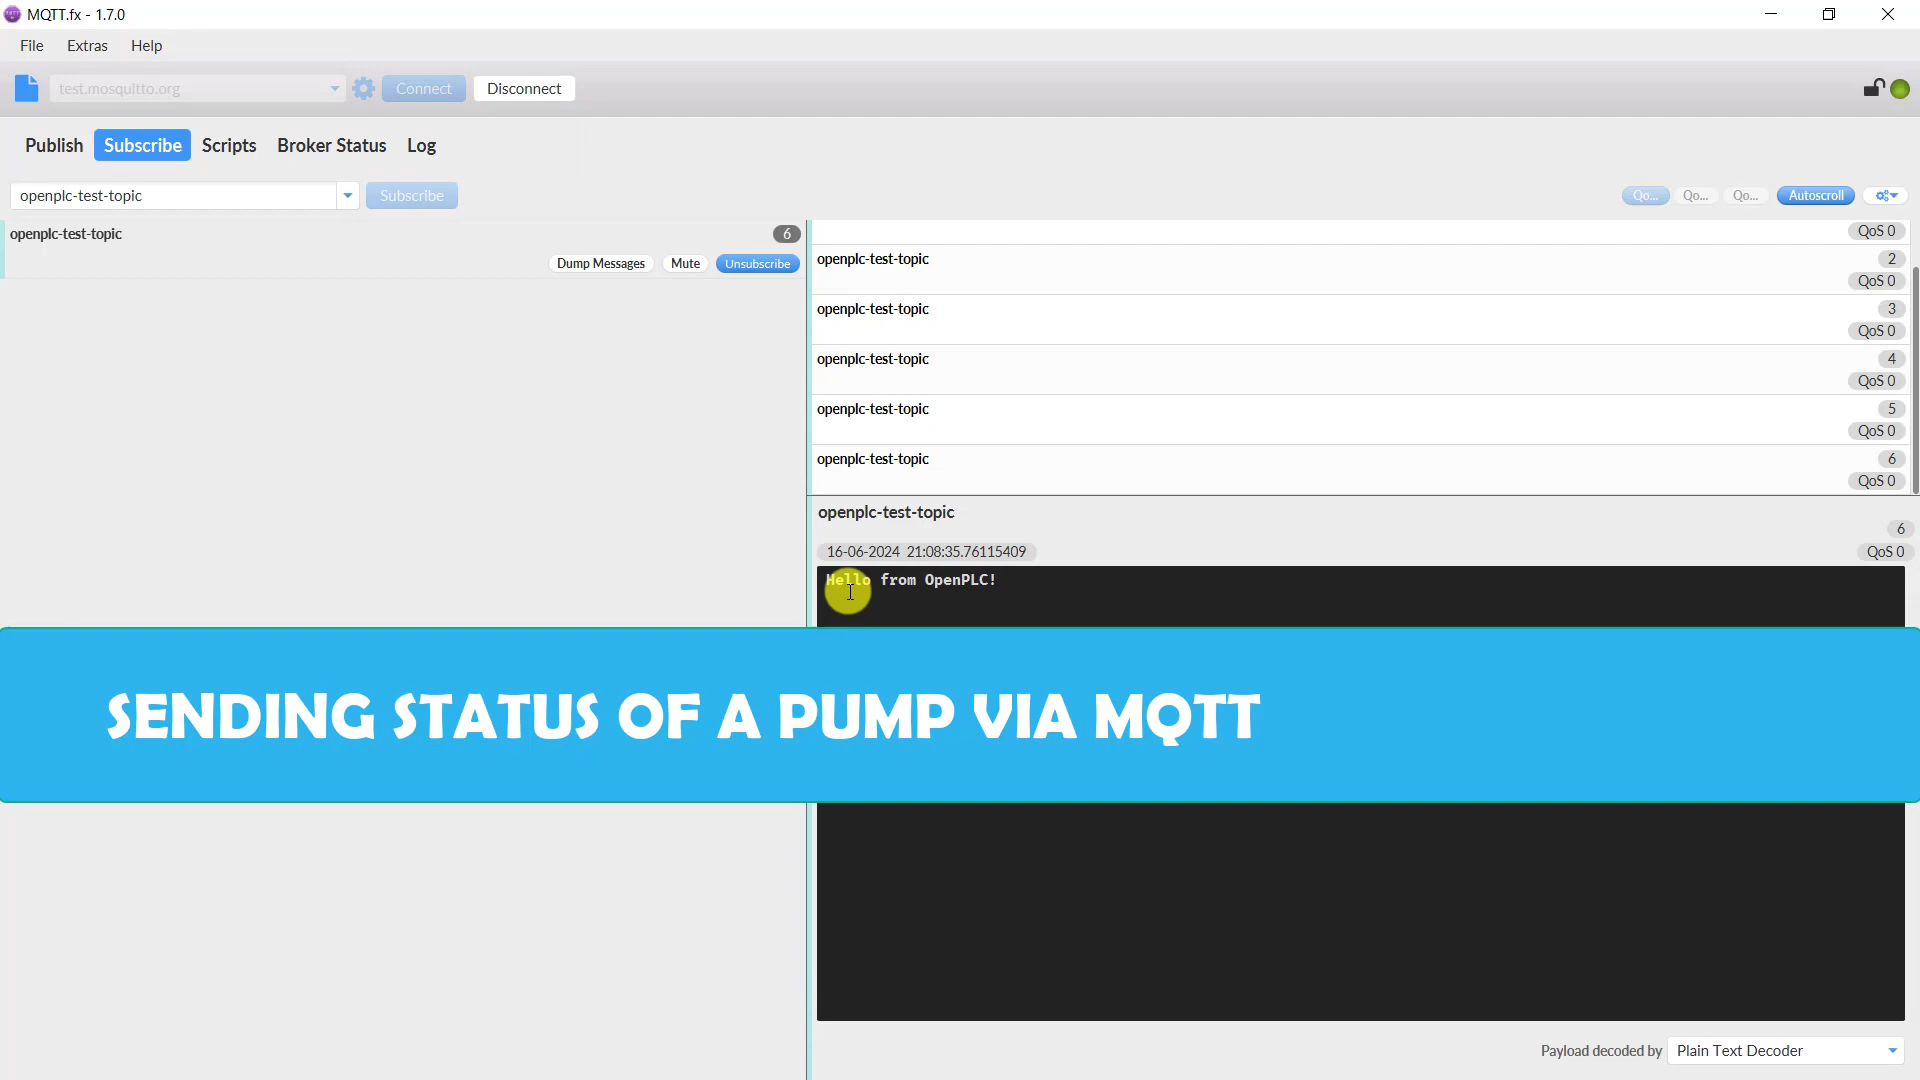 MQTT.fx - 1.7.0
File Extras Help
test.mosquitto.org Connect Disconnect
Publish Subscribe Scripts Broker Status Log
openplc-test-topic Subscribe Qo... Qo... Qo... Autoscroll
openplc-test-topic 6
Dump Messages Mute Unsubscribe
QoS 0
openplc-test-topic 2
QoS 0
openplc-test-topic 3
QoS 0
openplc-test-topic 4
QoS 0
openplc-test-topic 5
QoS 0
openplc-test-topic 6
QoS 0
openplc-test-topic
6
16-06-2024 21:08:35.76115409 QoS 0
Hello from OpenPLC!
SENDING STATUS OF A PUMP VIA MQTT
Payload decoded by Plain Text Decoder